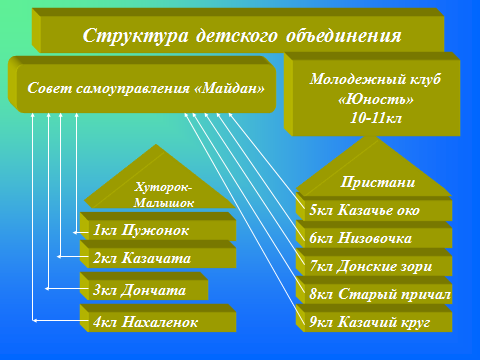 Структура детского объединения
Совет самоуправления «Майдан»
Молодежный клуб
«Юность»
10-11кл
Хуторок-
Малышок
1кл Пужонок
2кл Казачата
3кл Дончата
4кл Нахаленок
Пристани
5кл Казачье око
6кл Низовочка
7кл Донские зори
8кл Старый причал
9кл Казачий круг